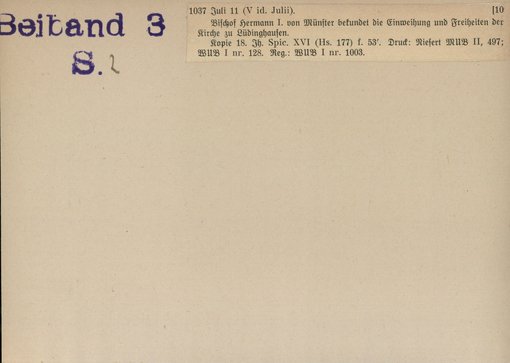 Beiband 3
S. 2
1037 Juli 11 (V id. Julii). [10
Bischof Hermann I. von Münster bekundet die Einweihung und Freiheiten der
Kirche zu Lüdinghausen.
Kopie 18. Jh. Spic. XVI (Hs. 177) f. 53'. Druck: Niesert MUB II, 497;
WUB I nr. 128. Reg.: WUB I nr. 1003.